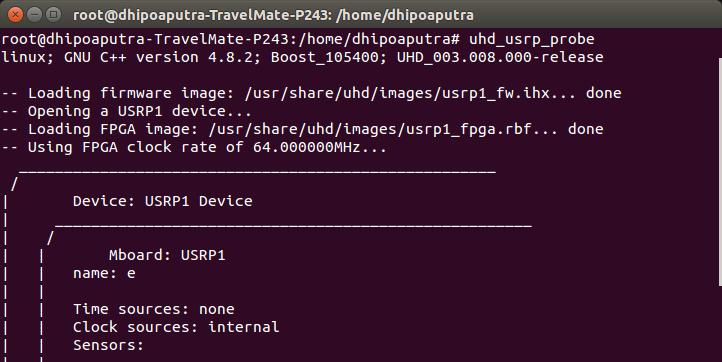 root@dhipoaputra-TravelMate-P243: /home/dhipoaputra
root@dhipoaputra-TravelMate-P243:/home/dhipoaputra# uhd_usrp_probe
linux; GNU C++ version 4.8.2; Boost_105400; UHD_003.008.000-release

-- Loading firmware image: /usr/share/uhd/images/usrp1_fw.ihx... done
-- Opening a USRP1 device...
-- Loading FPGA image: /usr/share/uhd/images/usrp1_fpga.rbf... done
-- Using FPGA clock rate of 64.000000MHz...
  _____________________________________________________
 /
|       Device: USRP1 Device
|     _____________________________________________________
|    /
|   |       Mboard: USRP1
|   |   name: e
|   |
|   |   Time sources: none
|   |   Clock sources: internal
|   |   Sensors:
|   |